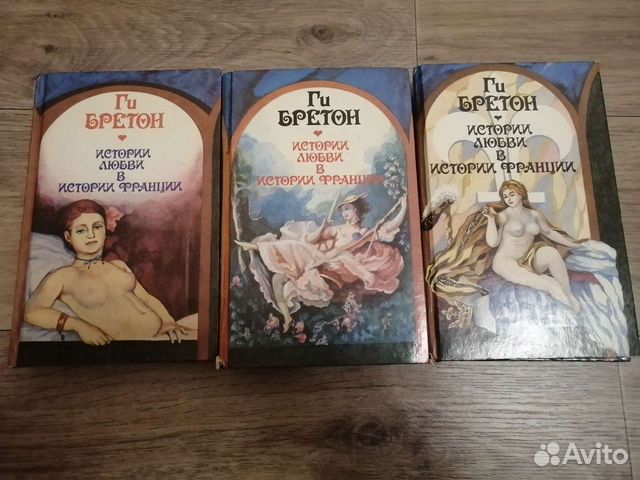 Ги
БРЕТОН
ИСТОРИИ
ЛЮБВИ
В
ИСТОРИИ ФРАНЦИИ
Ги
БРЕТОН
ИСТОРИИ
ЛЮБВИ
В
ИСТОРИИ ФРАНЦИИ
Ги
БРЕТОН
ИСТОРИИ
ЛЮБВИ
В
ИСТОРИИ ФРАНЦИИ
Avito